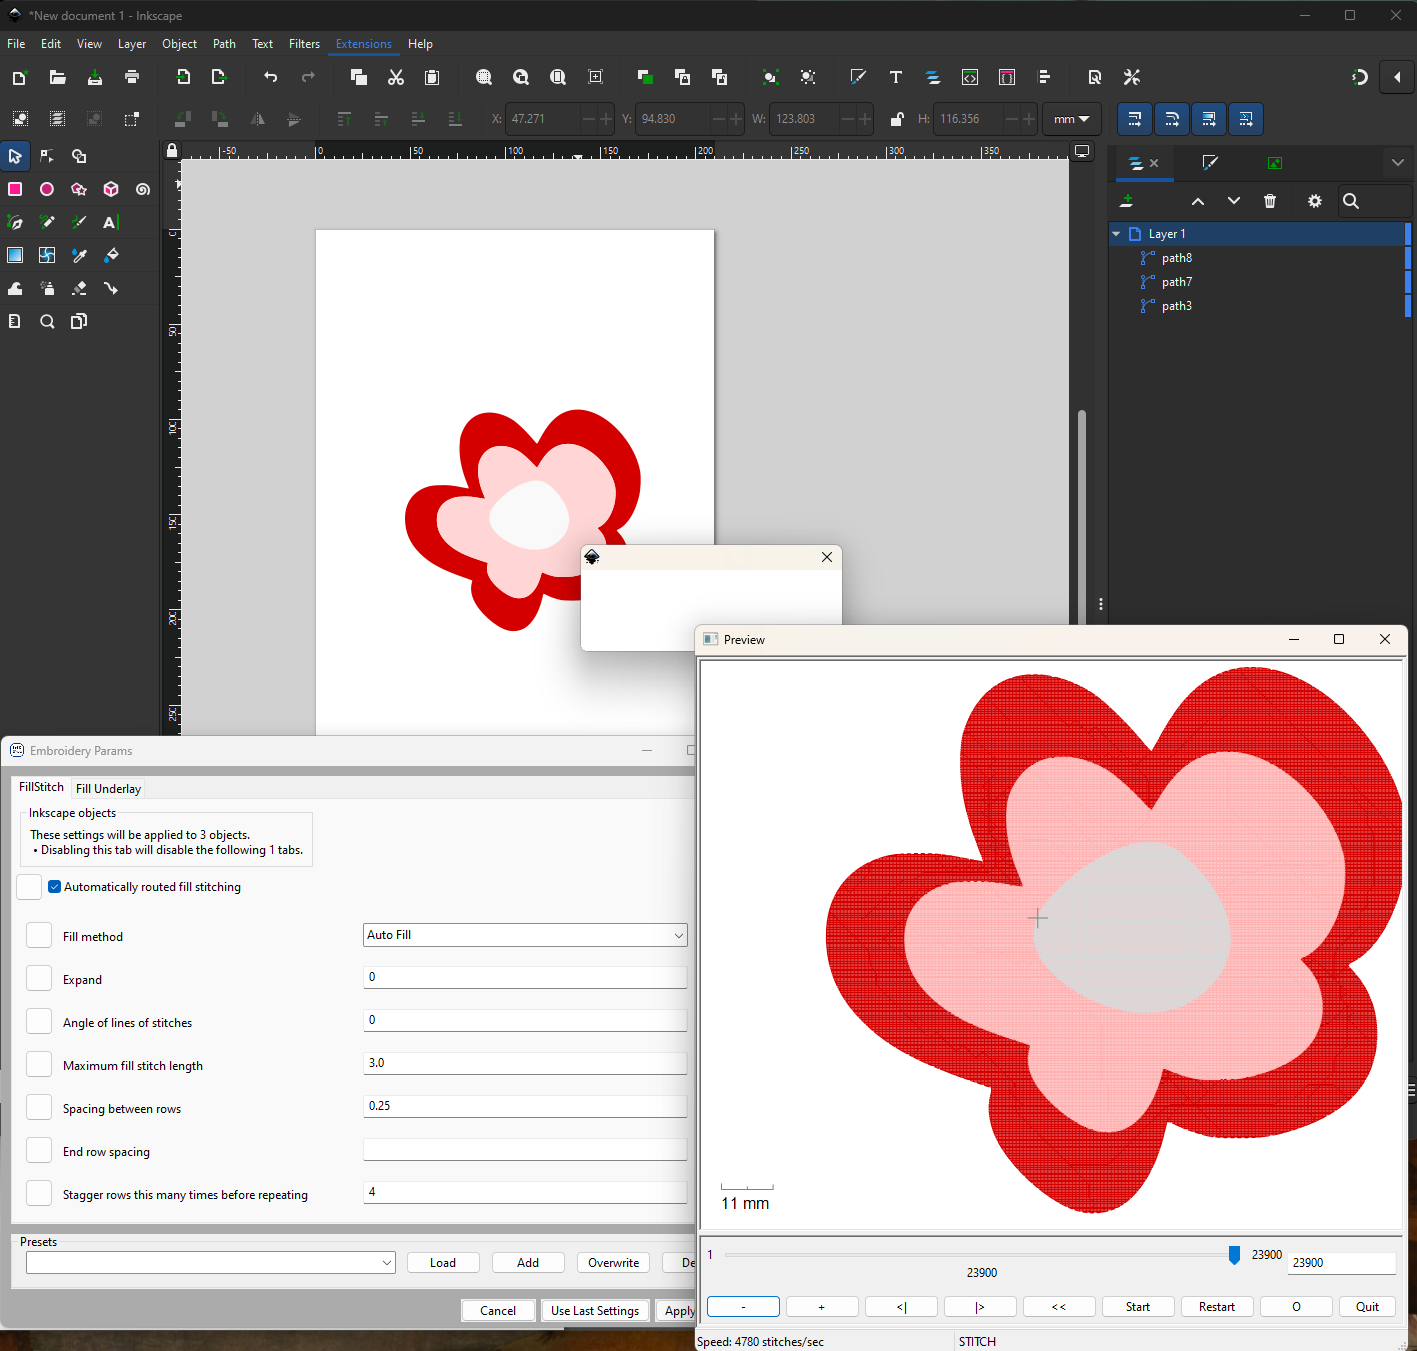 *New document 1 - Inkscape
File Edit View Layer Object Path Text Filters Extensions Help
X: 47.271 Y: 94.830 W: 123.803 H: 116.356 mm
-50 0 50 100 150 200 250 300 350
0
50
100
150
200
250
Layer 1
path8
path7
path3
Embroidery Params
FillStitch Fill Underlay
Inkscape objects
These settings will be applied to 3 objects.
• Disabling this tab will disable the following 1 tabs.
Automatically routed fill stitching
Fill method Auto Fill
Expand 0
Angle of lines of stitches 0
Maximum fill stitch length 3.0
Spacing between rows 0.25
End row spacing
Stagger rows this many times before repeating 4
Presets
Load Add Overwrite De
Cancel Use Last Settings Apply
Preview
11 mm
1 23900 23900
23900
- + <| |> << Start Restart O Quit
Speed: 4780 stitches/sec STITCH